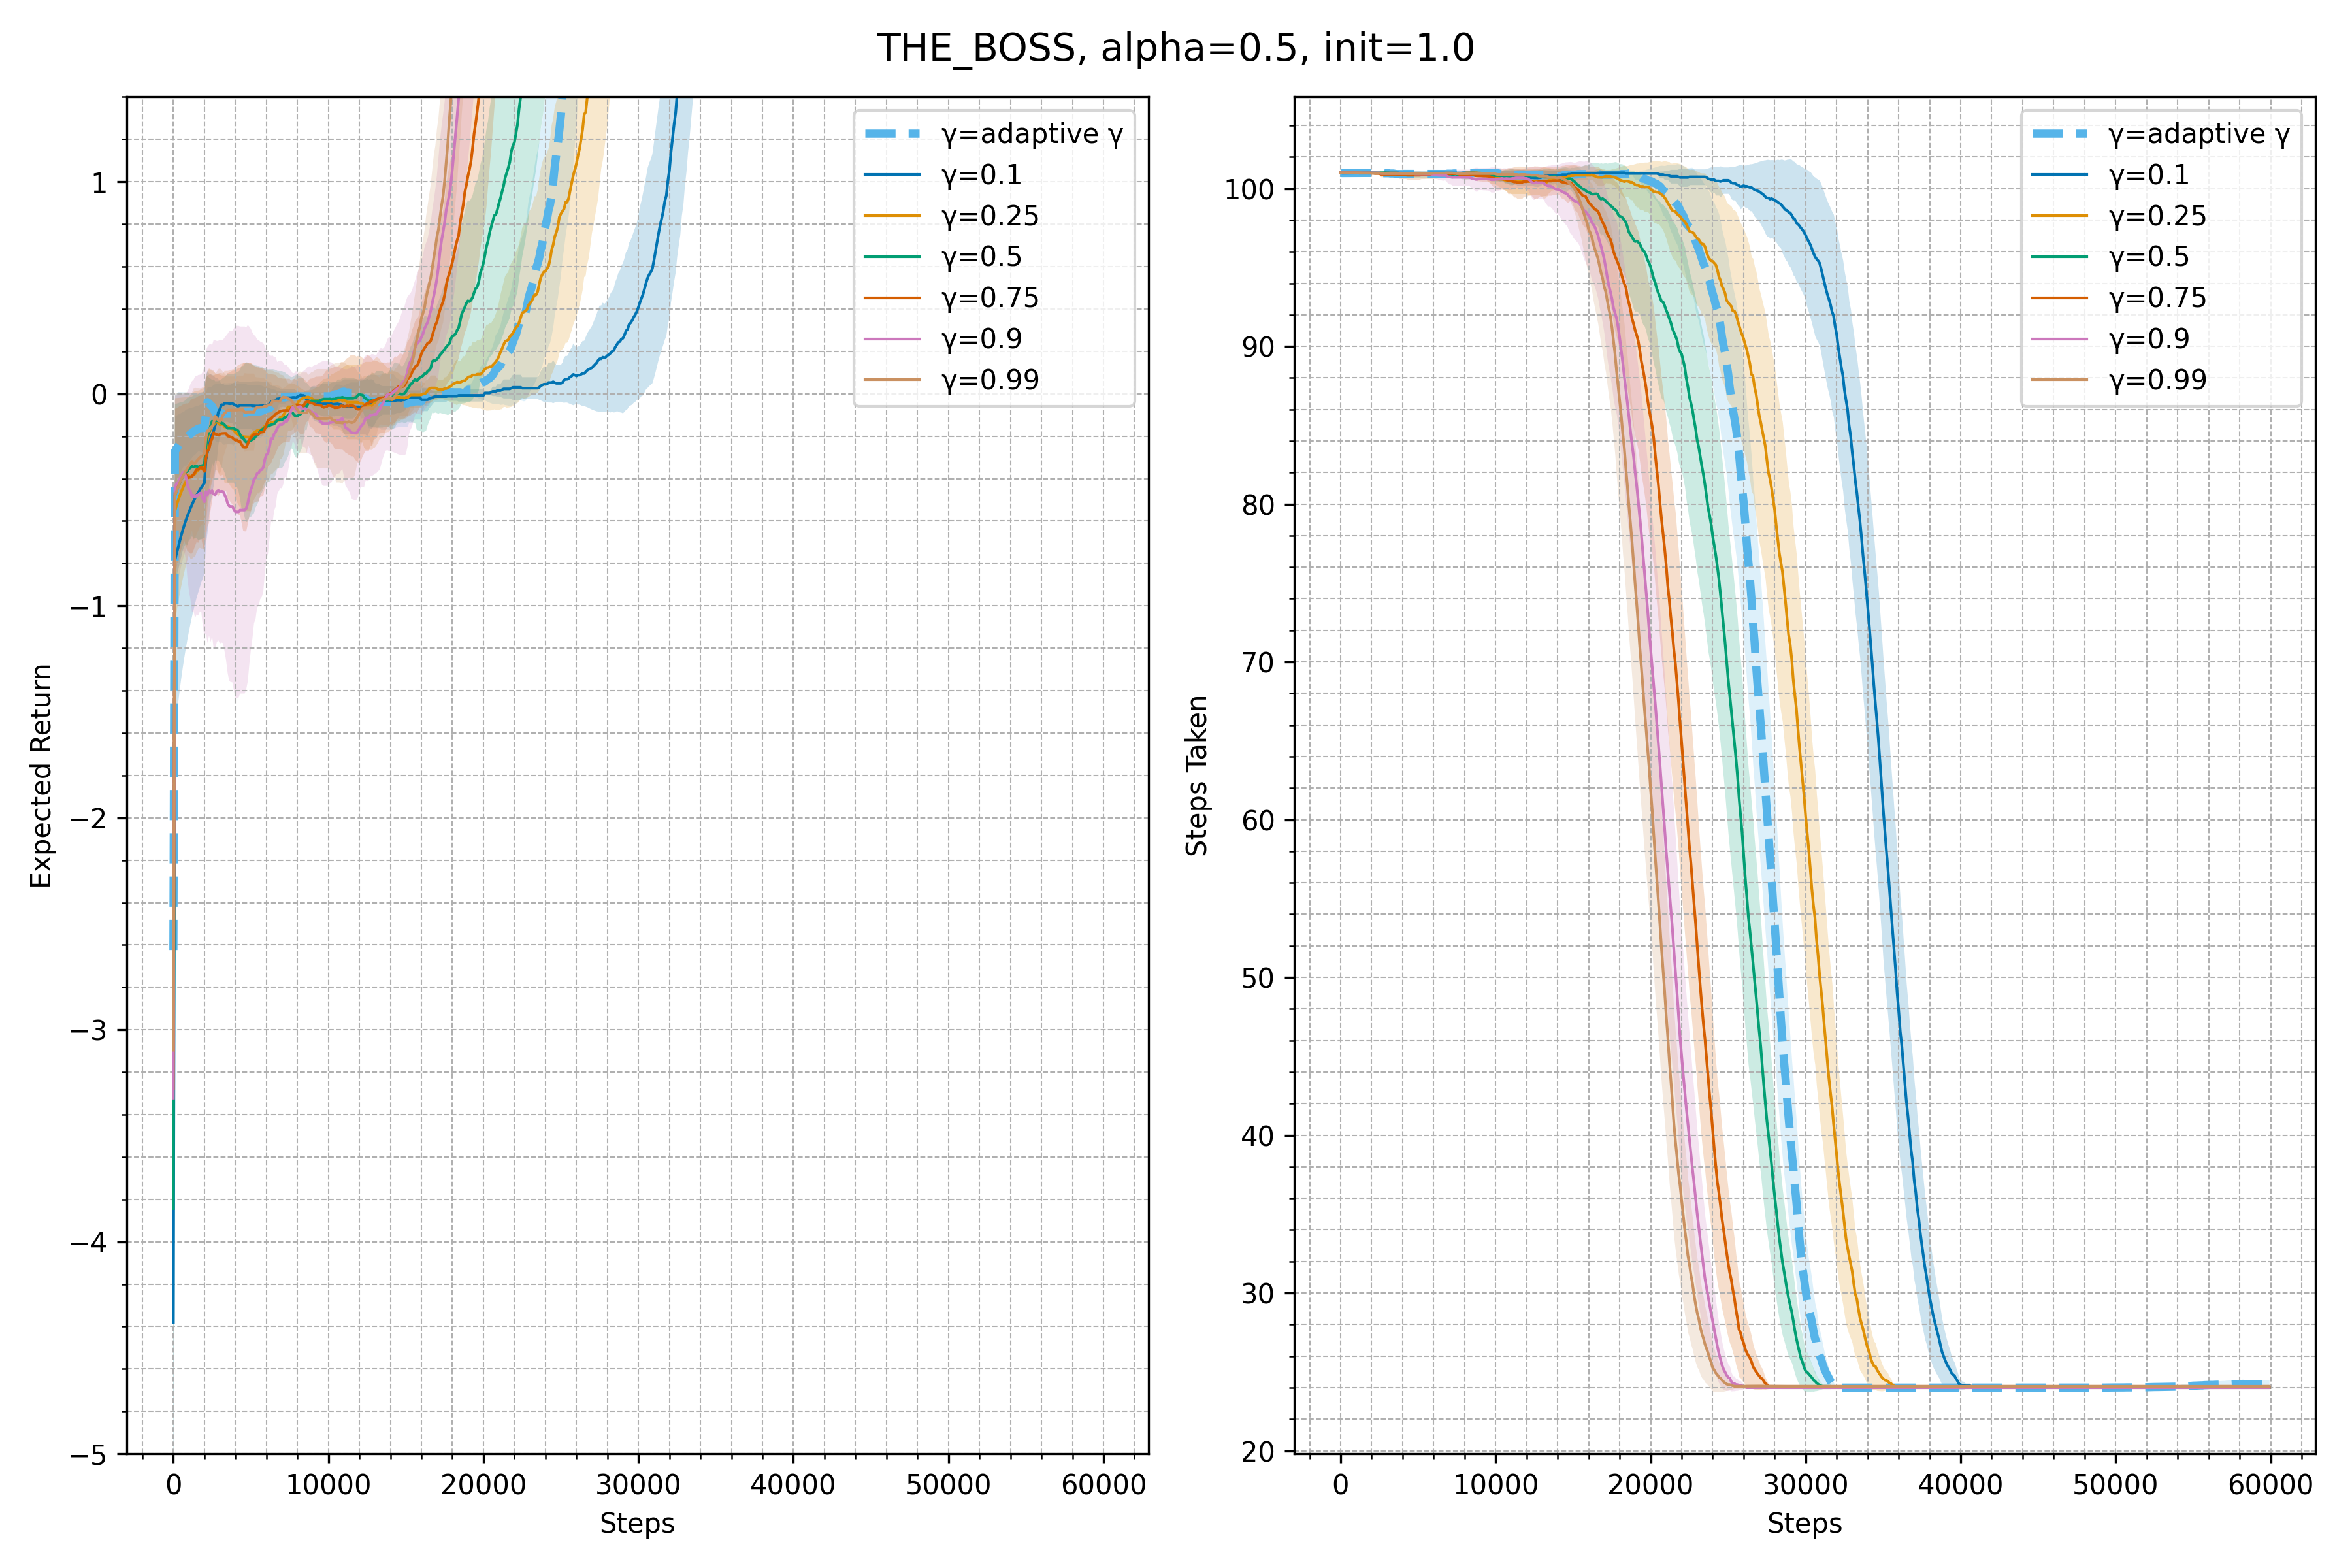 THE_BOSS, alpha=0.5, init=1.0
Expected Return
1
0
−1
−2
−3
−4
−5
0 10000 20000 30000 40000 50000 60000
Steps
γ=adaptive γ
γ=0.1
γ=0.25
γ=0.5
γ=0.75
γ=0.9
γ=0.99
Steps Taken
100
90
80
70
60
50
40
30
20
0 10000 20000 30000 40000 50000 60000
Steps
γ=adaptive γ
γ=0.1
γ=0.25
γ=0.5
γ=0.75
γ=0.9
γ=0.99